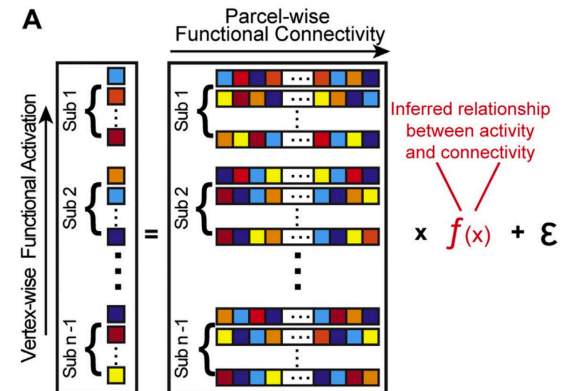 A
Parcel-wise
Functional Connectivity
Vertex-wise Functional Activation
Sub 1
Sub 2
Sub n -1
=
Sub 1
Sub 2
Sub n -1
Inferred relationship
between activity
and connectivity
x f(x) + ε